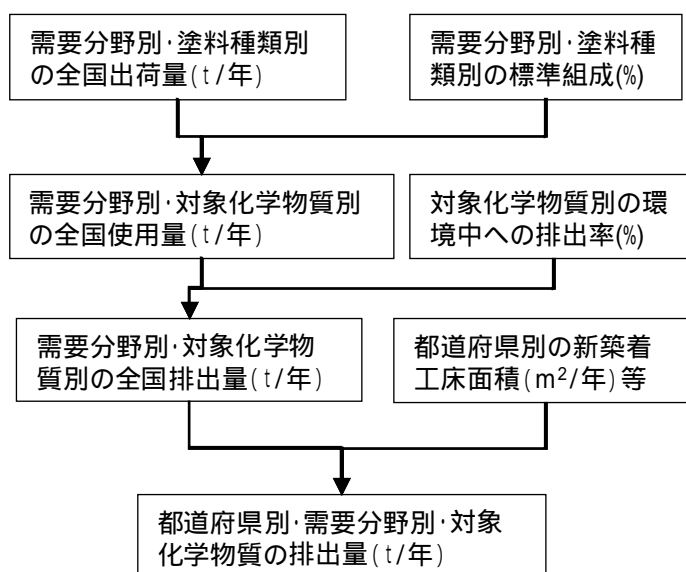 需要分野別･塗料種類別
の全国出荷量(t/年)
需要分野別･塗料種
類別の標準組成(%)
需要分野別･対象化学物質別
の全国使用量(t/年)
対象化学物質別の環
境中への排出率(%)
需要分野別･対象化学物
質別の全国排出量(t/年)
都道府県別の新築着
工床面積(m²/年)等
都道府県別･需要分野別･対象
化学物質の排出量(t/年)